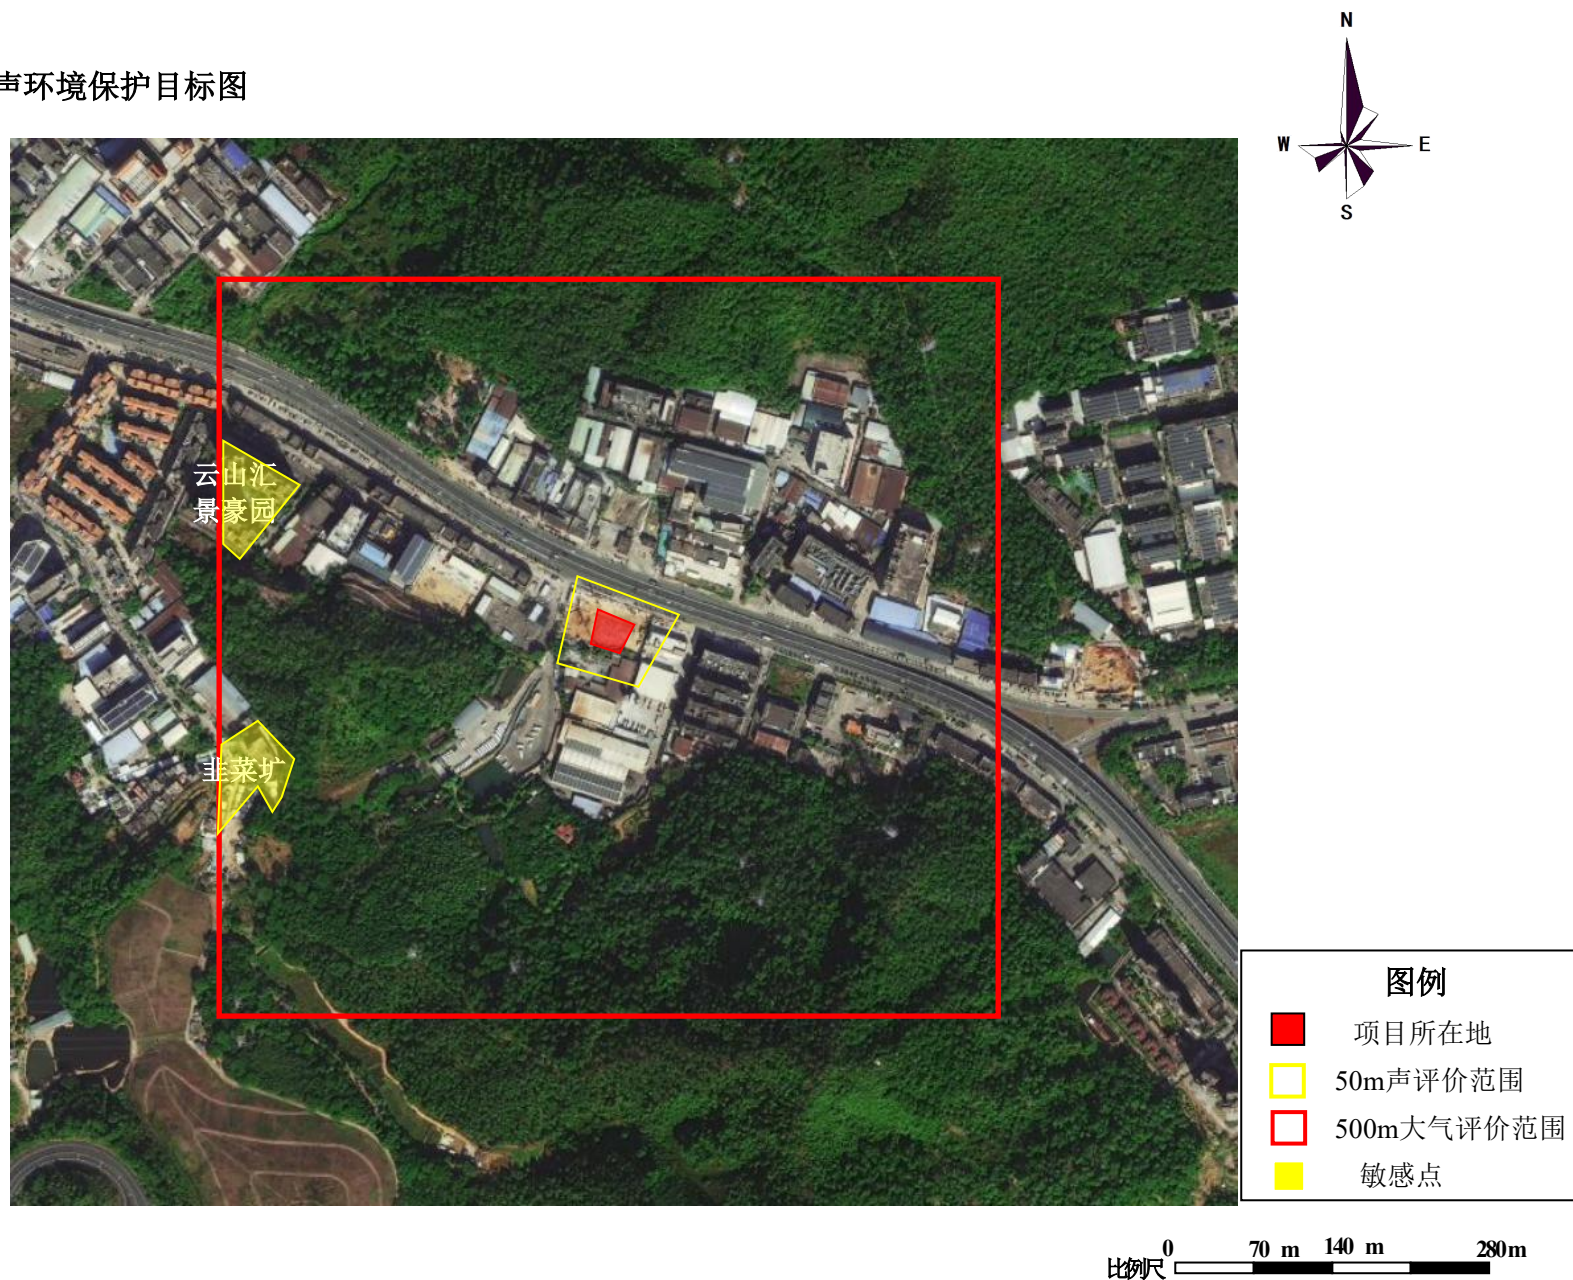 N
声环境保护目标图
W
E
S
云山汇
景豪园
韭菜圹
图例
项目所在地
50m声评价范围
500m大气评价范围
敏感点
比例尺
0 70 m 140 m 280m